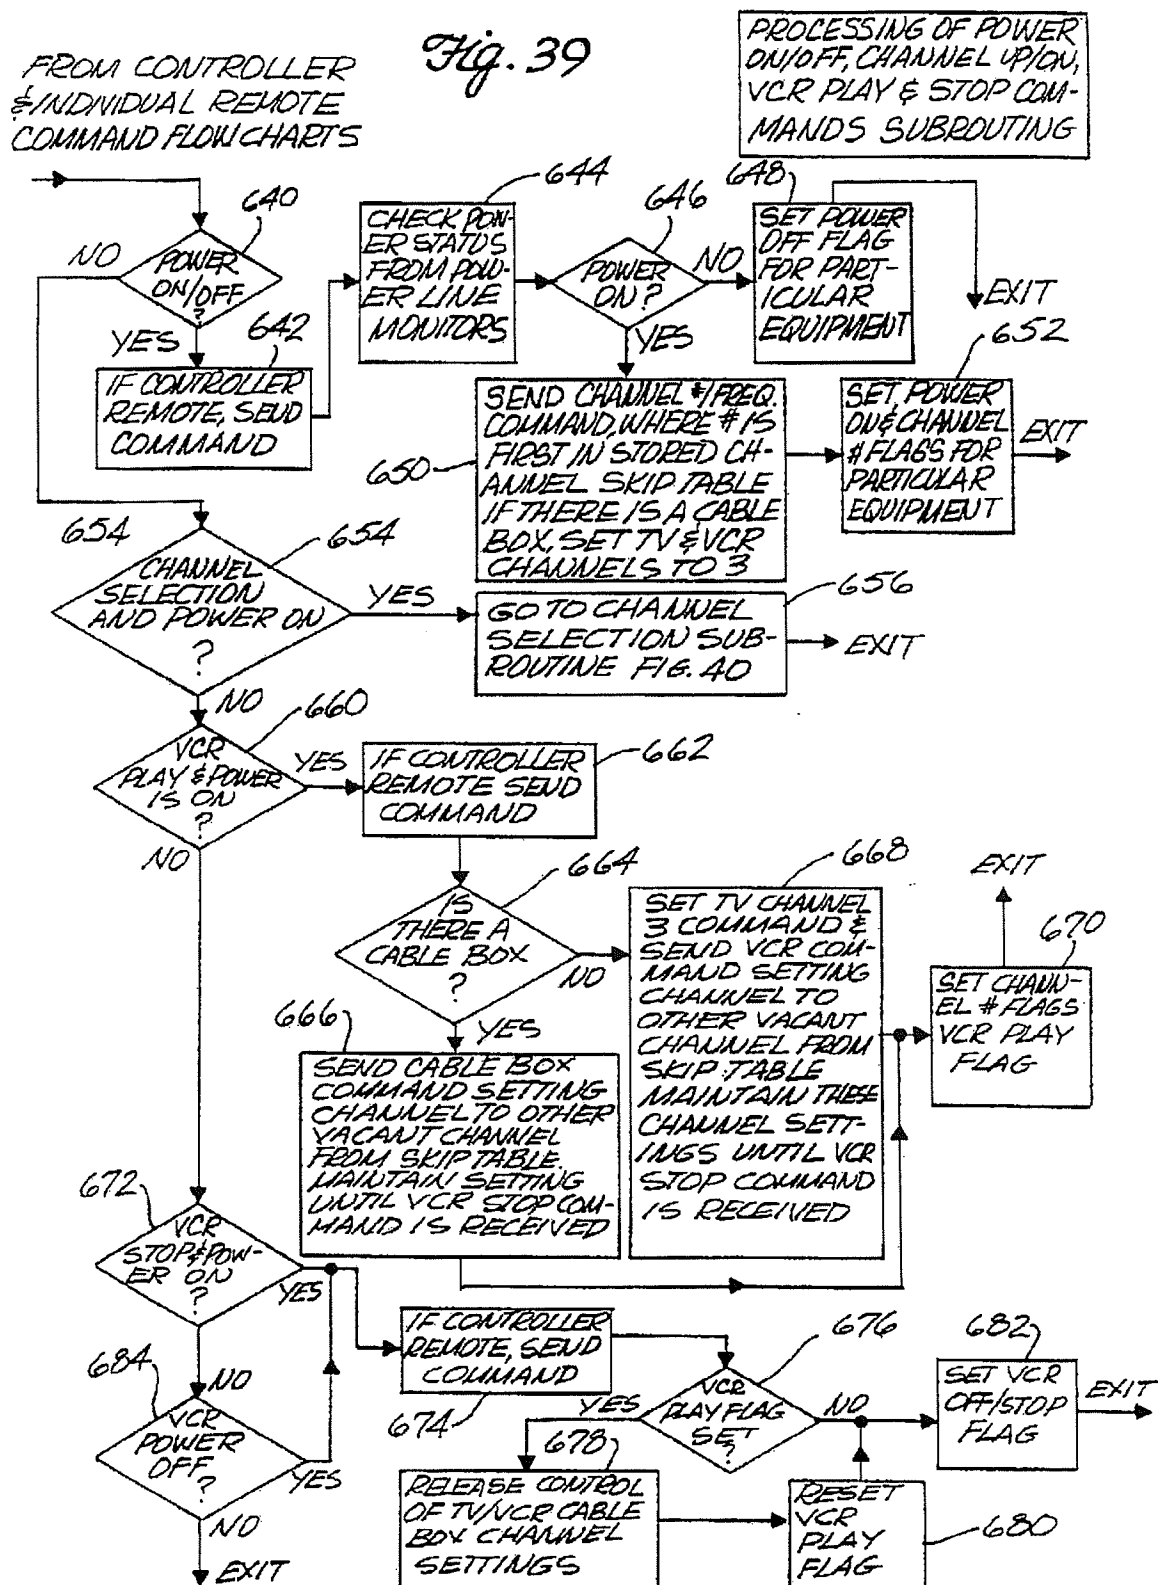 Fig. 39
PROCESSING OF POWER
ON/OFF, CHANNEL UP/ON,
VCR PLAY & STOP COM-
MANDS SUBROUTING
FROM CONTROLLER
& INDIVIDUAL REMOTE
COMMAND FLOW CHARTS
640
NO
POWER
ON/OFF
?
YES
642
IF CONTROLLER
REMOTE, SEND
COMMAND
644
CHECK POW-
ER STATUS
FROM POW-
ER LINE
MONITORS
646
POWER
ON?
NO
YES
648
SET POWER
OFF FLAG
FOR PART-
ICULAR
EQUIPMENT
EXIT
650
SEND CHANNEL #/FREQ.
COMMAND, WHERE # IS
FIRST IN STORED CH-
ANNEL SKIP TABLE
IF THERE IS A CABLE
BOX, SET TV & VCR
CHANNELS TO 3
652
SET POWER
ON & CHANNEL
# FLAGS FOR
PARTICULAR
EQUIPMENT
EXIT
654
654
CHANNEL
SELECTION
AND POWER ON
?
YES
NO
656
GO TO CHANNEL
SELECTION SUB-
ROUTINE FIG. 40
EXIT
660
VCR
PLAY & POWER
IS ON
?
YES
NO
662
IF CONTROLLER
REMOTE SEND
COMMAND
664
IS
THERE A
CABLE BOX
?
NO
YES
666
SEND CABLE BOX
COMMAND SETTING
CHANNEL TO OTHER
VACANT CHANNEL
FROM SKIP TABLE.
MAINTAIN SETTING
UNTIL VCR STOP COM-
MAND IS RECEIVED
668
SET TV CHANNEL
3 COMMAND &
SEND VCR COM-
MAND SETTING
CHANNEL TO
OTHER VACANT
CHANNEL FROM
SKIP TABLE
MAINTAIN THESE
CHANNEL SETT-
INGS UNTIL VCR
STOP COMMAND
IS RECEIVED
EXIT
670
SET CHANN-
EL # FLAGS
VCR PLAY
FLAG
672
VCR
STOP & POW-
ER ON
?
YES
NO
684
VCR
POWER
OFF
?
YES
NO
EXIT
IF CONTROLLER
REMOTE, SEND
COMMAND
674
676
VCR
PLAY FLAG
SET
?
YES
NO
678
RELEASE CONTROL
OF TV/VCR CABLE
BOX CHANNEL
SETTINGS
RESET
VCR
PLAY
FLAG
680
682
SET VCR
OFF/STOP
FLAG
EXIT